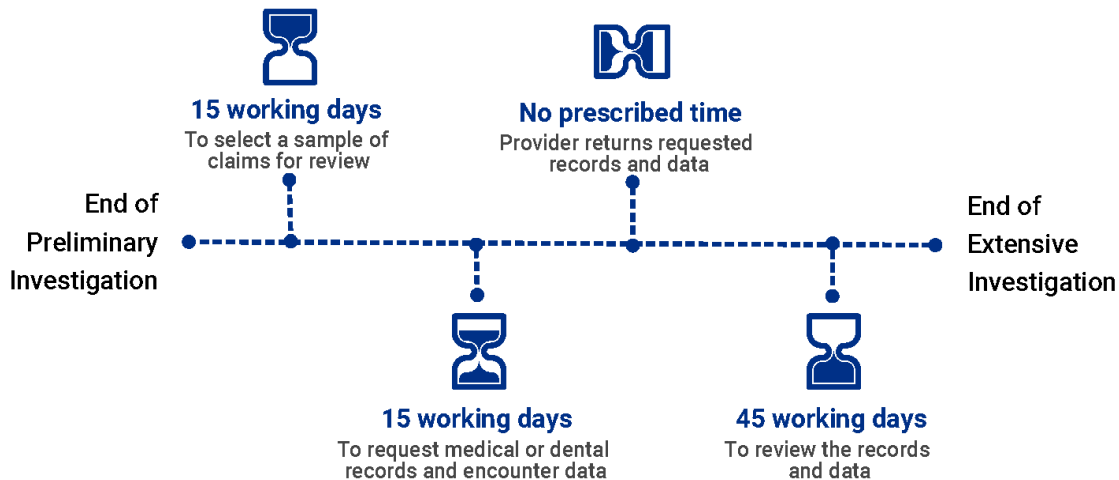 15 working days
To select a sample of
claims for review
No prescribed time
Provider returns requested
records and data
End of
Preliminary
Investigation
End of
Extensive
Investigation
15 working days
To request medical or dental
records and encounter data
45 working days
To review the records
and data